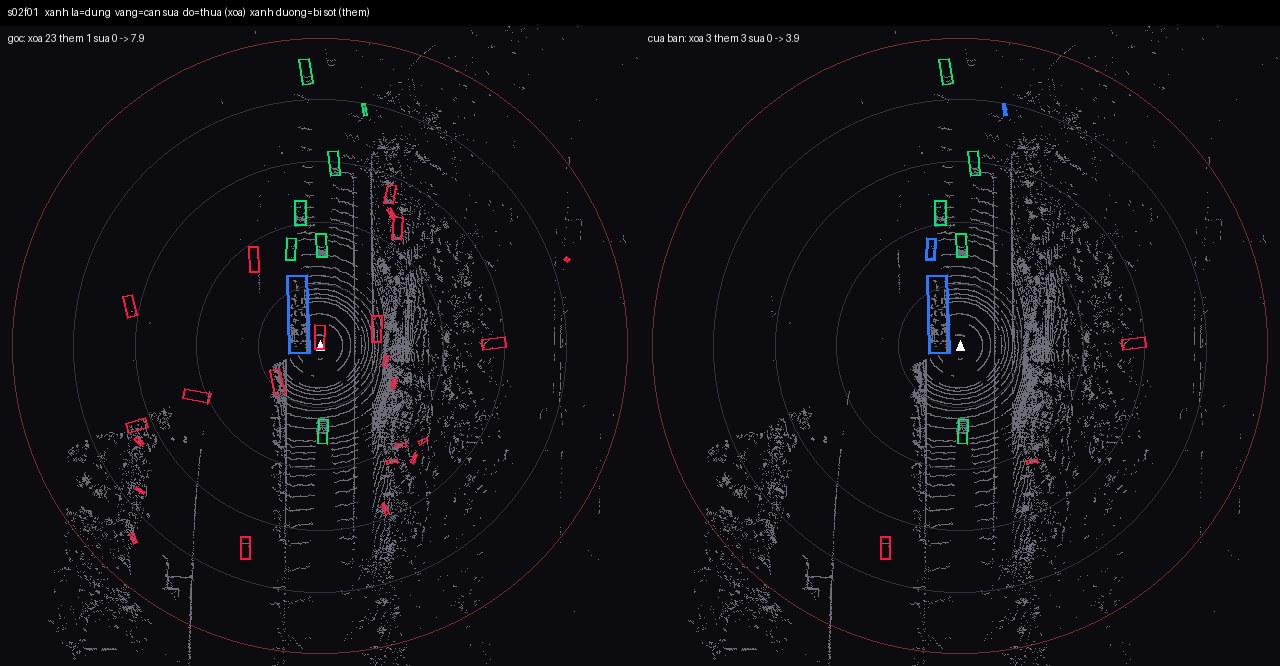 s02f01 xanh la=dung vang=can sua do=thua (xoa) xanh duong=bi sot (them)
goc: xoa 23 them 1 sua 0 -> 7.9
cua ban: xoa 3 them 3 sua 0 -> 3.9